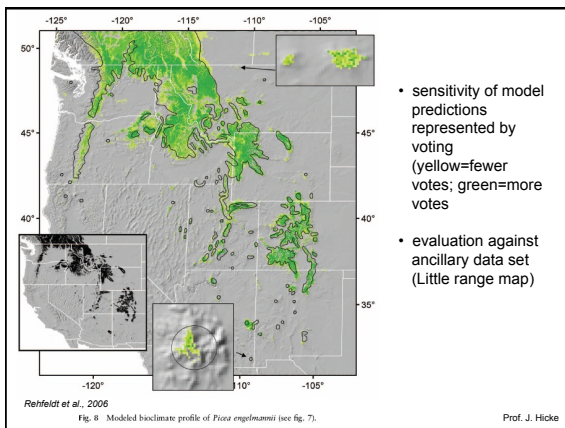 -125° -120° -115° -110° -105°
50°
45°
40°
35°
-120° -115° -110° -105°
Rehfeldt et al., 2006
Fig. 8 Modeled bioclimate profile of Picea engelmannii (see fig. 7).
• sensitivity of model
predictions
represented by
voting
(yellow=fewer
votes; green=more
votes
• evaluation against
ancillary data set
(Little range map)
Prof. J. Hicke